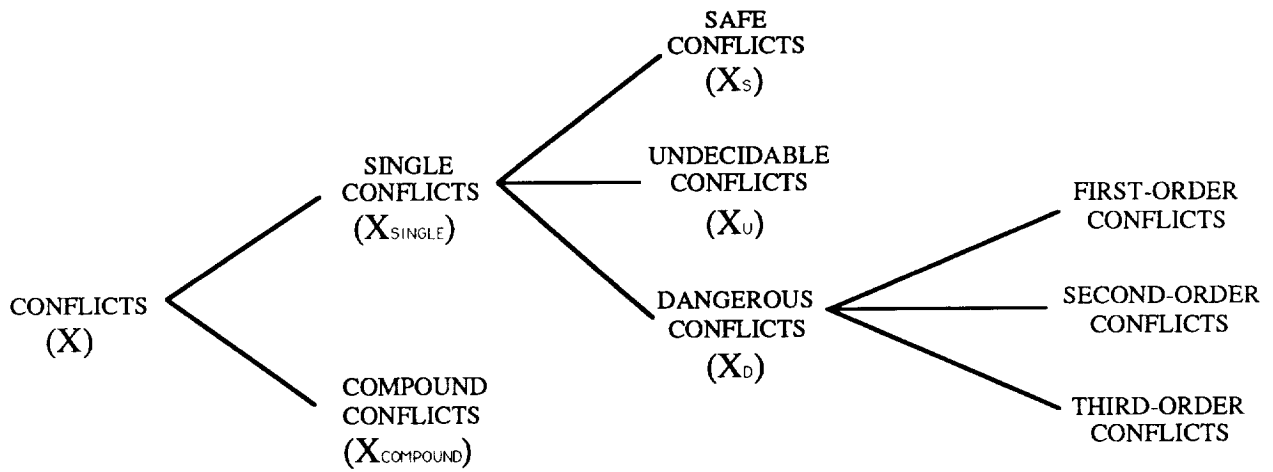 CONFLICTS
(X)
SINGLE
CONFLICTS
(XSINGLE)
COMPOUND
CONFLICTS
(XCOMPOUND)
SAFE
CONFLICTS
(XS)
UNDECIDABLE
CONFLICTS
(XU)
DANGEROUS
CONFLICTS
(XD)
FIRST-ORDER
CONFLICTS
SECOND-ORDER
CONFLICTS
THIRD-ORDER
CONFLICTS